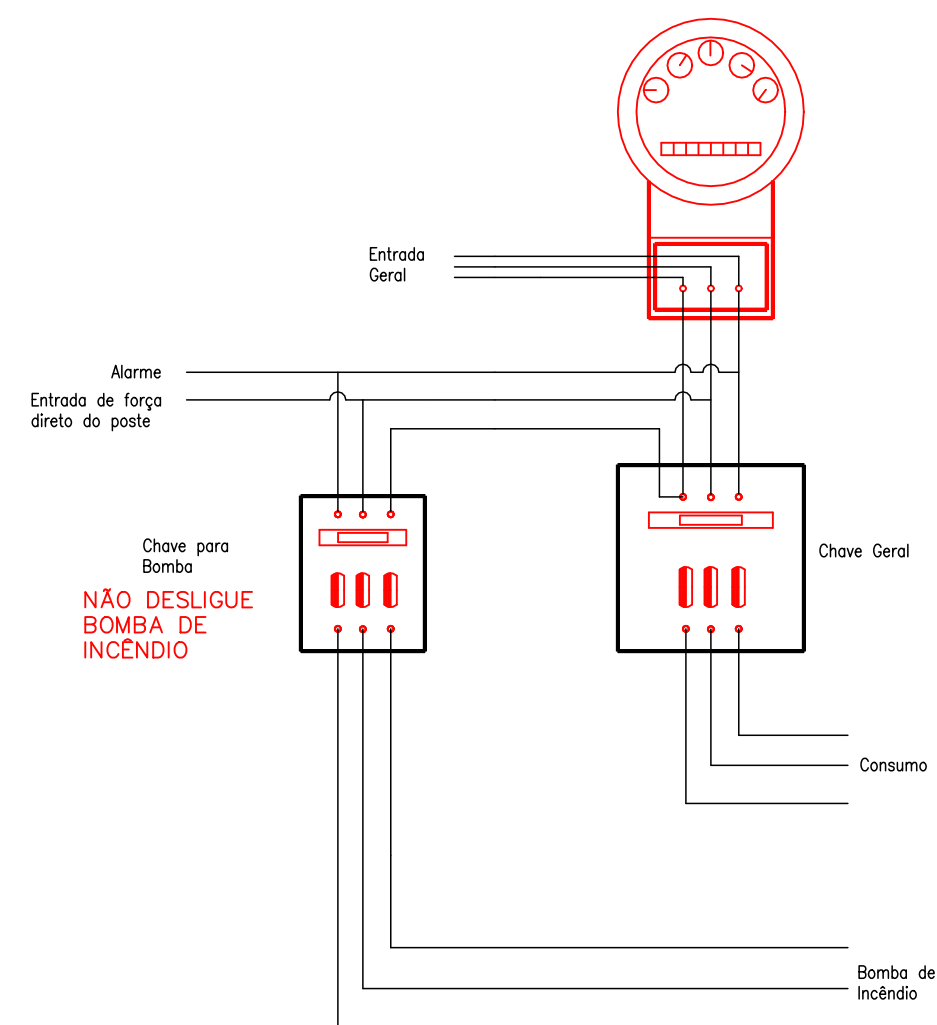 Entrada
Geral
Alarme
Entrada de força
direto do poste
Chave para
Bomba
NÃO DESLIGUE
BOMBA DE
INCÊNDIO
Chave Geral
Consumo
Bomba de
Incêndio